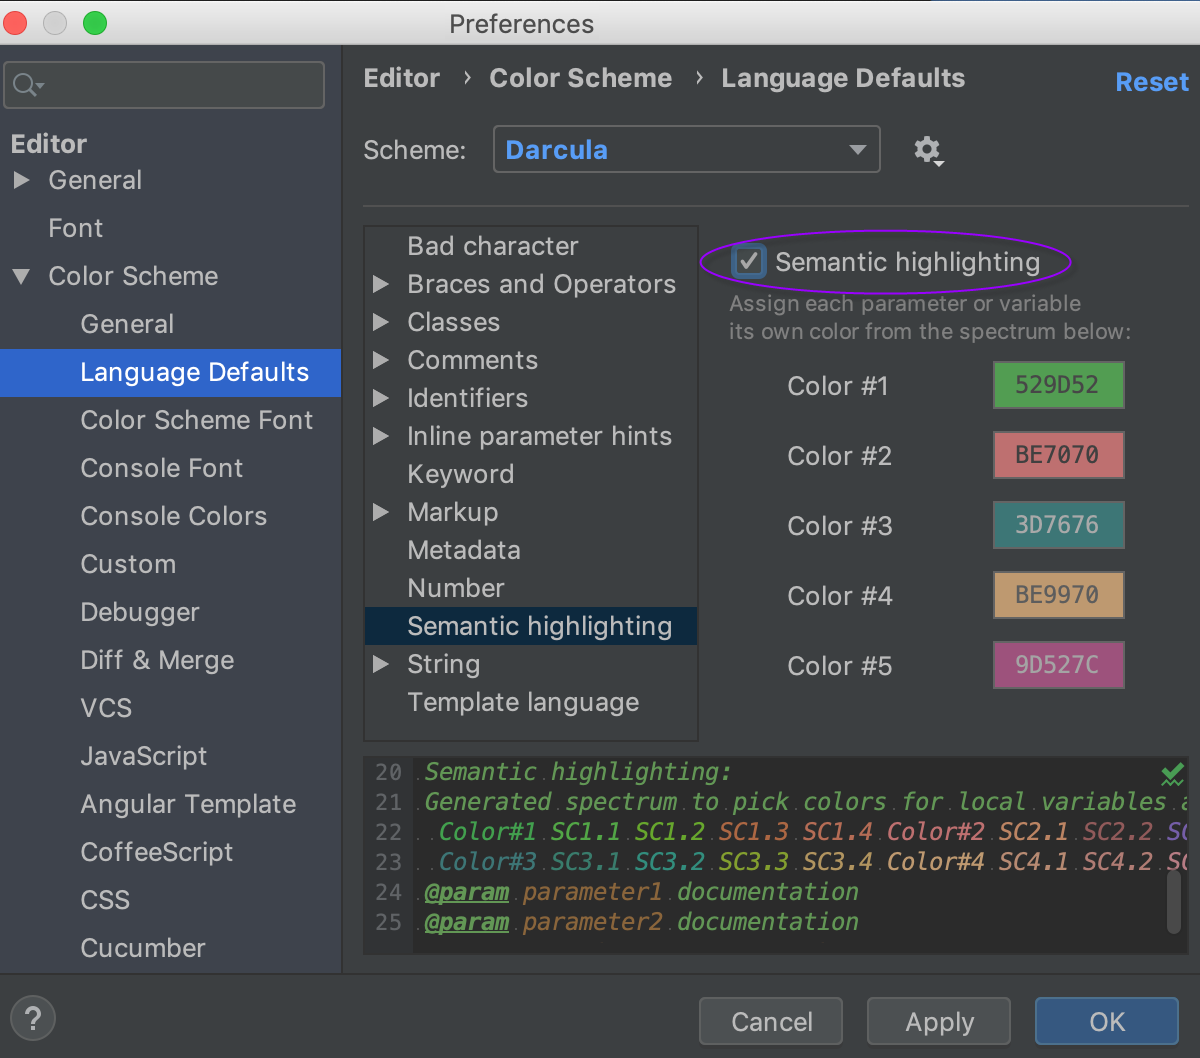 Preferences
Editor
General
Font
Color Scheme
General
Language Defaults
Color Scheme Font
Console Font
Console Colors
Custom
Debugger
Diff & Merge
VCS
JavaScript
Angular Template
CoffeeScript
CSS
Cucumber
Editor › Color Scheme › Language Defaults
Reset
Scheme: Darcula
Bad character
Braces and Operators
Classes
Comments
Identifiers
Inline parameter hints
Keyword
Markup
Metadata
Number
Semantic highlighting
String
Template language
Semantic highlighting
Assign each parameter or variable
its own color from the spectrum below:
Color #1 529D52
Color #2 BE7070
Color #3 3D7676
Color #4 BE9970
Color #5 9D527C
20 Semantic highlighting:
21 Generated spectrum to pick colors for local variables
22 Color#1 SC1.1 SC1.2 SC1.3 SC1.4 Color#2 SC2.1 SC2.2
23 Color#3 SC3.1 SC3.2 SC3.3 SC3.4 Color#4 SC4.1 SC4.2
24 @param parameter1 documentation
25 @param parameter2 documentation
?
Cancel
Apply
OK